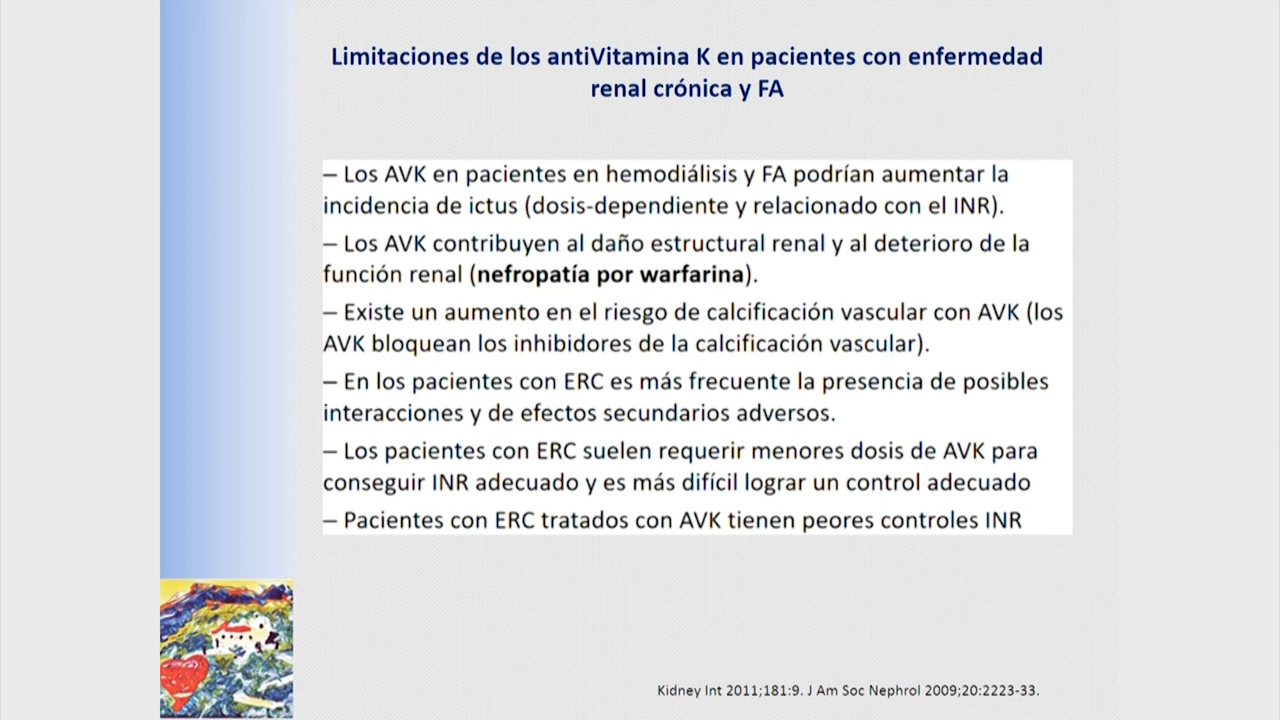 Limitaciones de los antiVitamina K en pacientes con enfermedad
renal crónica y FA
– Los AVK en pacientes en hemodiálisis y FA podrían aumentar la
incidencia de ictus (dosis-dependiente y relacionado con el INR).
– Los AVK contribuyen al daño estructural renal y al deterioro de la
función renal (nefropatía por warfarina).
– Existe un aumento en el riesgo de calcificación vascular con AVK (los
AVK bloquean los inhibidores de la calcificación vascular).
– En los pacientes con ERC es más frecuente la presencia de posibles
interacciones y de efectos secundarios adversos.
– Los pacientes con ERC suelen requerir menores dosis de AVK para
conseguir INR adecuado y es más difícil lograr un control adecuado
– Pacientes con ERC tratados con AVK tienen peores controles INR
Kidney Int 2011;181:9. J Am Soc Nephrol 2009;20:2223-33.